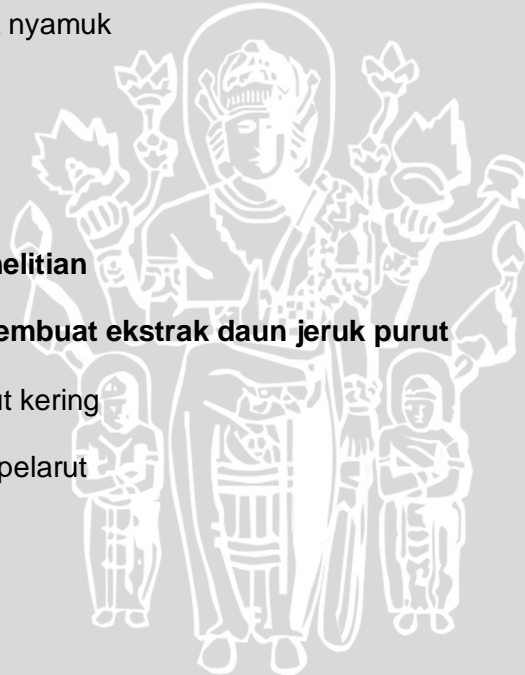 nyamuk
nelitian
embuat ekstrak daun jeruk purut
ut kering
pelarut